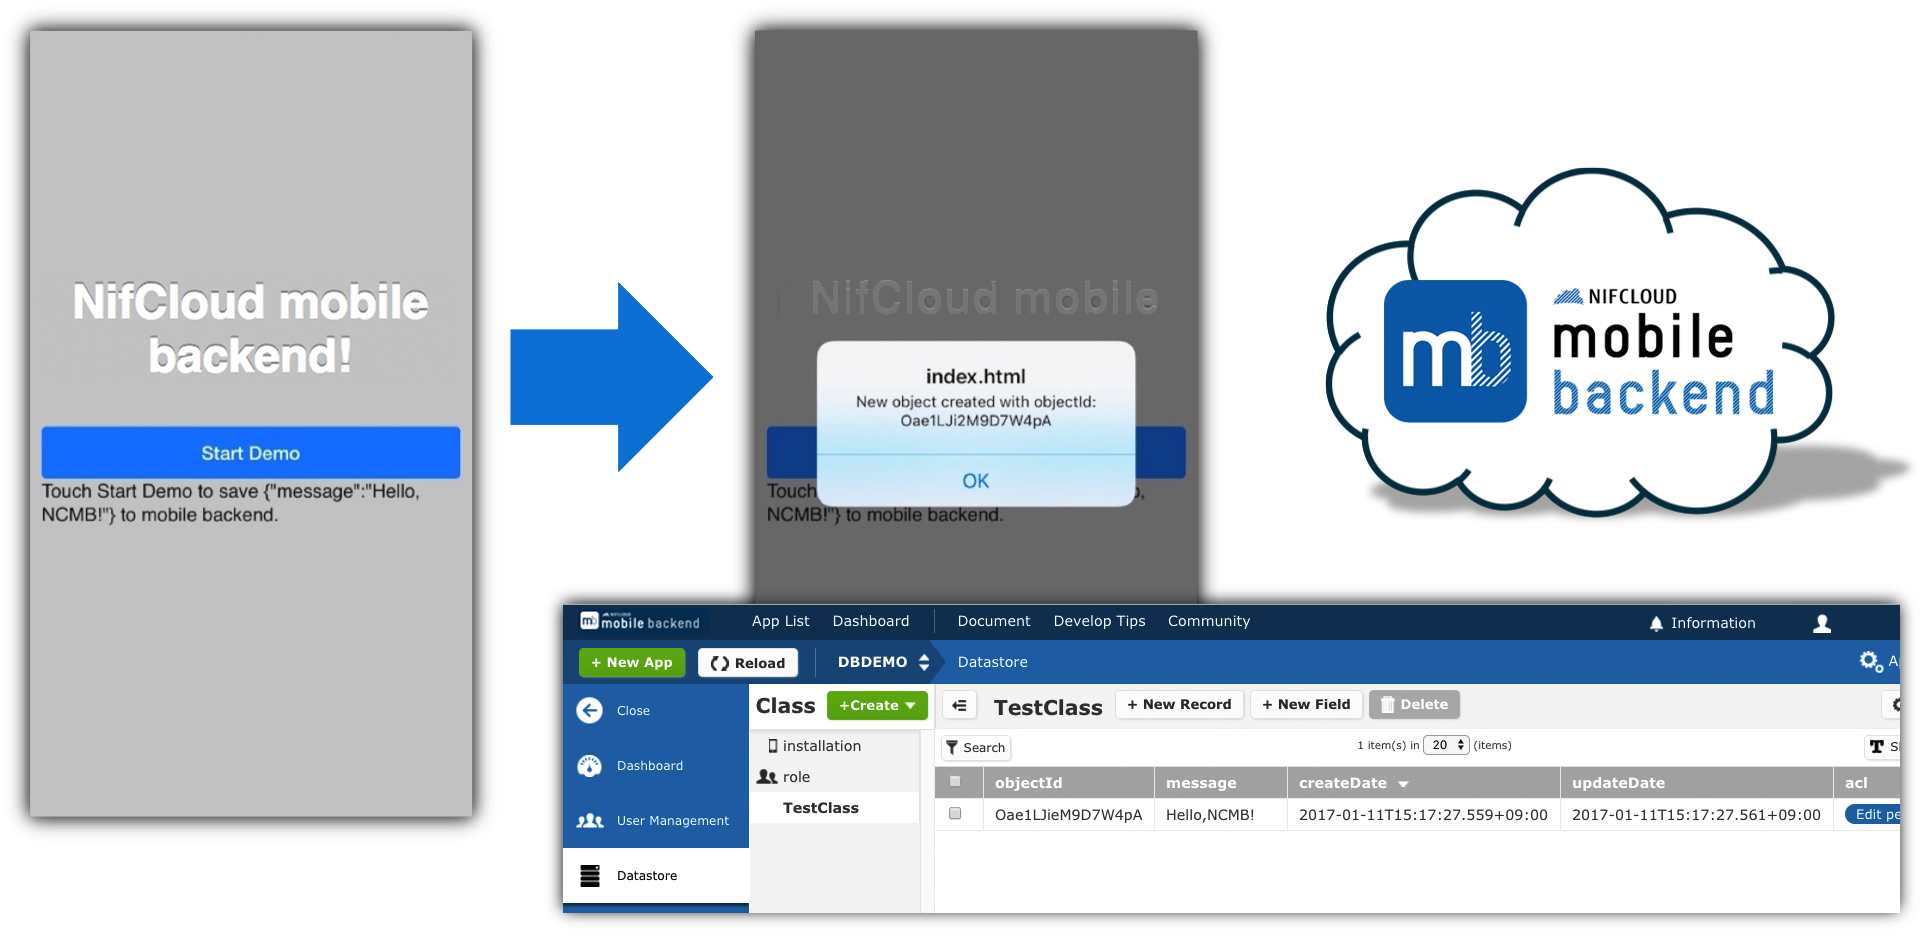 NifCloud mobile
backend!
Start Demo
Touch Start Demo to save {"message":"Hello,
NCMB!"} to mobile backend.
NifCloud mobile
index.html
New object created with objectId:
Oae1LJi2M9D7W4pA
OK
Touch
NCMB!"} to mobile backend.
mb
NIFCLOUD
mobile
backend
mb NIFCLOUD mobile backend
App List Dashboard Document Develop Tips Community Information
+ New App Reload DBDEMO Datastore
Close
Dashboard
User Management
Datastore
Class +Create
installation
role
TestClass
TestClass + New Record + New Field Delete
Search 1 item(s) in 20 (items)
objectId message createDate updateDate acl
Oae1LJieM9D7W4pA Hello,NCMB! 2017-01-11T15:17:27.559+09:00 2017-01-11T15:17:27.561+09:00 Edit